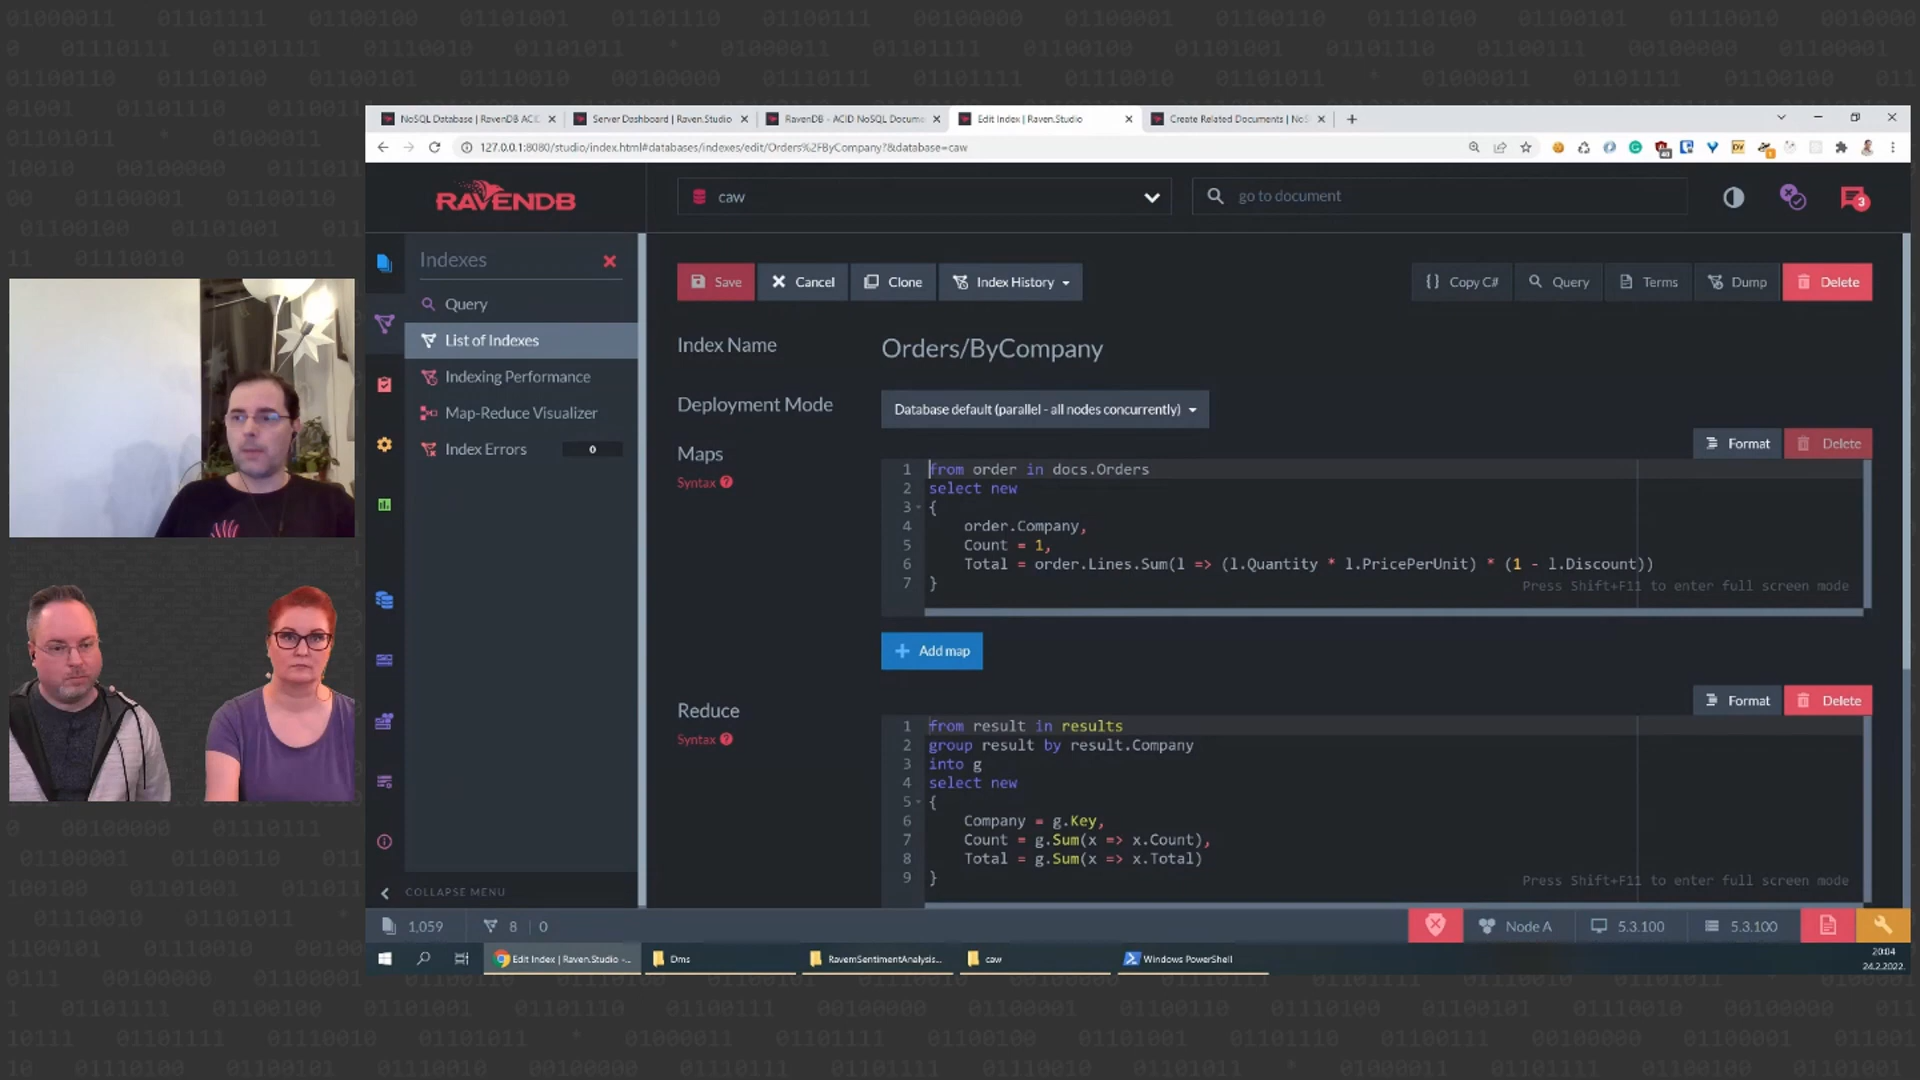 NoSQL Database | RavenDB ACID
Server Dashboard | Raven.Studio
RavenDB - ACID NoSQL Docume
Edit Index | Raven.Studio
Create Related Documents | NoS
127.0.0.1:8080/studio/index.html#databases/indexes/edit/Orders%2FByCompany?&database=caw
RAVENDB
caw
go to document
3
Indexes
Query
List of Indexes
Indexing Performance
Map-Reduce Visualizer
Index Errors 0
COLLAPSE MENU
Save
Cancel
Clone
Index History
Copy C#
Query
Terms
Dump
Delete
Index Name
Orders/ByCompany
Deployment Mode
Database default (parallel - all nodes concurrently)
Maps
Syntax
Format
Delete
1 from order in docs.Orders
2 select new
3 {
4 order.Company,
5 Count = 1,
6 Total = order.Lines.Sum(l => (l.Quantity * l.PricePerUnit) * (1 - l.Discount))
7 }
Press Shift+F11 to enter full screen mode
Add map
Reduce
Syntax
Format
Delete
1 from result in results
2 group result by result.Company
3 into g
4 select new
5 {
6 Company = g.Key,
7 Count = g.Sum(x => x.Count),
8 Total = g.Sum(x => x.Total)
9 }
Press Shift+F11 to enter full screen mode
1,059
8 | 0
Node A
5.3.100
5.3.100
Edit Index | Raven.Studio -...
Dms
RavemSentimentAnalysis...
caw
Windows PowerShell
20:04
24.2.2022.